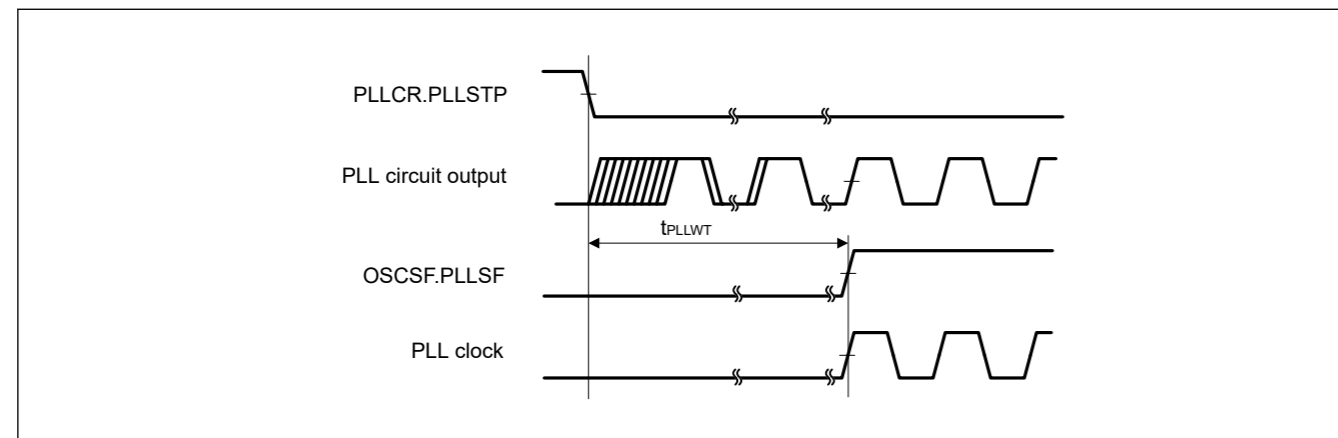 PLLCR.PLLSTP
PLL circuit output
tPLLWT
OSCSF.PLLSF
PLL clock